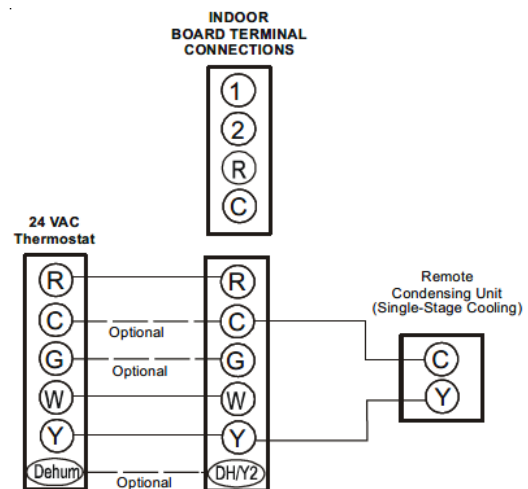 INDOOR
BOARD TERMINAL
CONNECTIONS
1
2
R
C
24 VAC
Thermostat
R
C
G
W
Y
Dehum
Optional
Optional
Optional
R
C
G
W
Y
DH/Y2
Remote
Condensing Unit
(Single-Stage Cooling)
C
Y